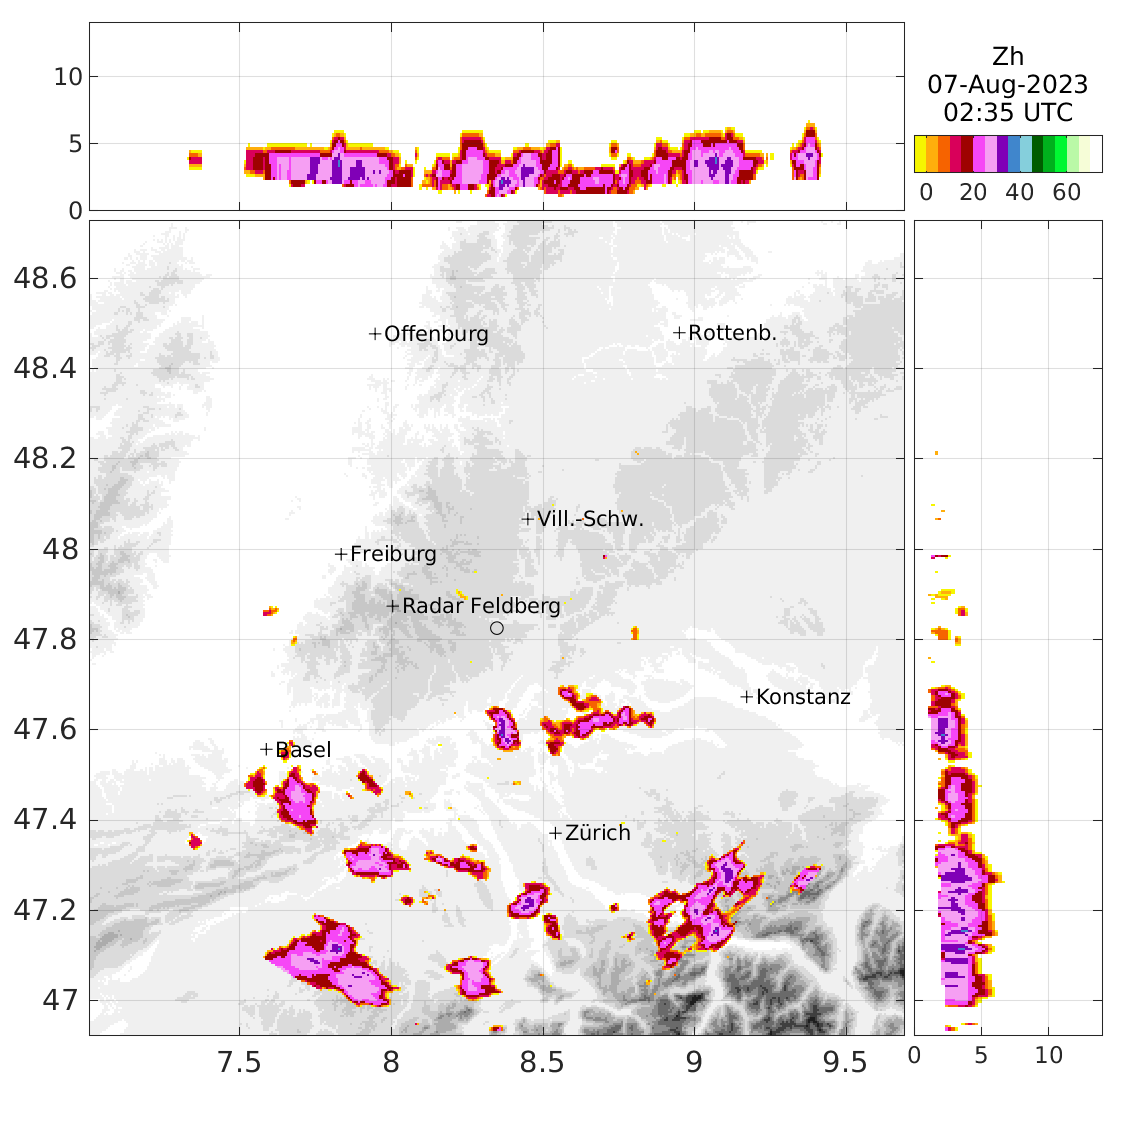 Zh
07-Aug-2023
02:35 UTC
0 20 40 60
10
5
0
48.6
48.4
48.2
48
47.8
47.6
47.4
47.2
47
Offenburg
Rottenb.
Vill.-Schw.
Freiburg
Radar Feldberg
Konstanz
Basel
Zürich
7.5 8 8.5 9 9.5
0 5 10